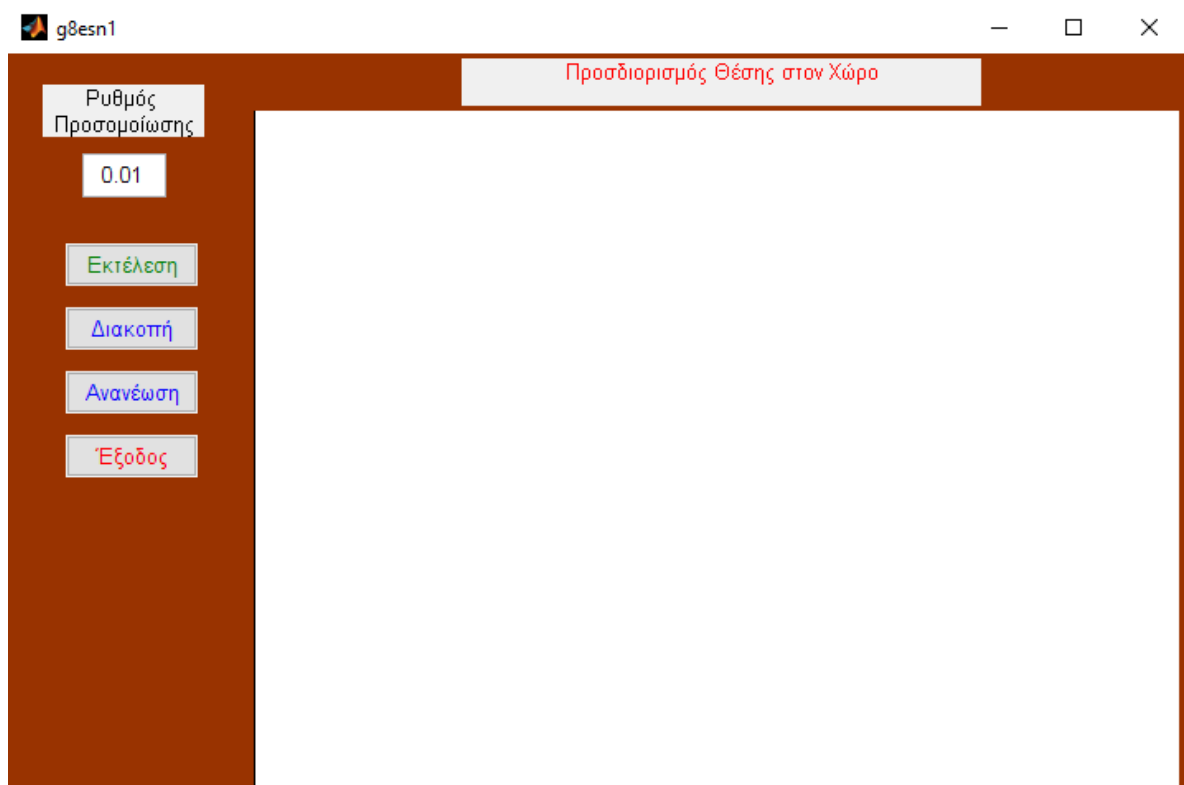 g8esn1
Προσδιορισμός Θέσης στον Χώρο
Ρυθμός
Προσομοίωσης
0.01
Εκτέλεση
Διακοπή
Ανανέωση
Έξοδος